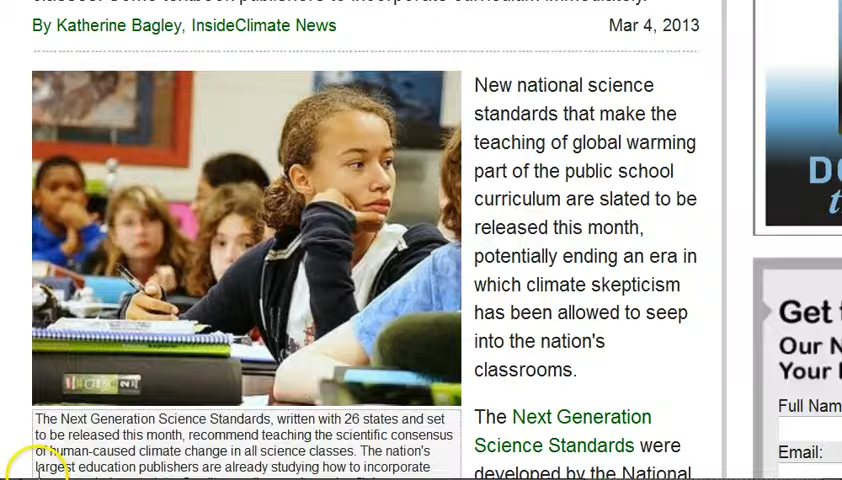 By Katherine Bagley, InsideClimate News
Mar 4, 2013
New national science
standards that make the
teaching of global warming
part of the public school
curriculum are slated to be
released this month,
potentially ending an era in
which climate skepticism
has been allowed to seep
into the nation's
classrooms.
The Next Generation
Science Standards were
developed by the National
The Next Generation Science Standards, written with 26 states and set
to be released this month, recommend teaching the scientific consensus
of human-caused climate change in all science classes. The nation's
largest education publishers are already studying how to incorporate
Get
Our N
Your
Full Nam
Email: